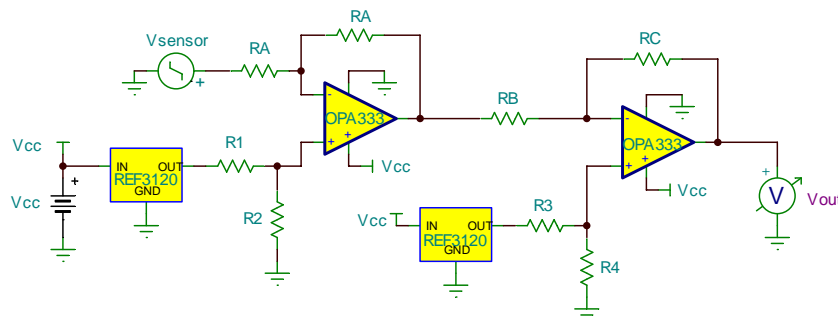 Vsensor
RA
RA
+
-
OPA333
+
+
Vcc
RB
RC
-
OPA333
+
+
Vcc
+
V
Vout
Vcc
IN
OUT
REF3120
GND
R1
R2
+
Vcc
Vcc
IN
OUT
REF3120
GND
R3
R4